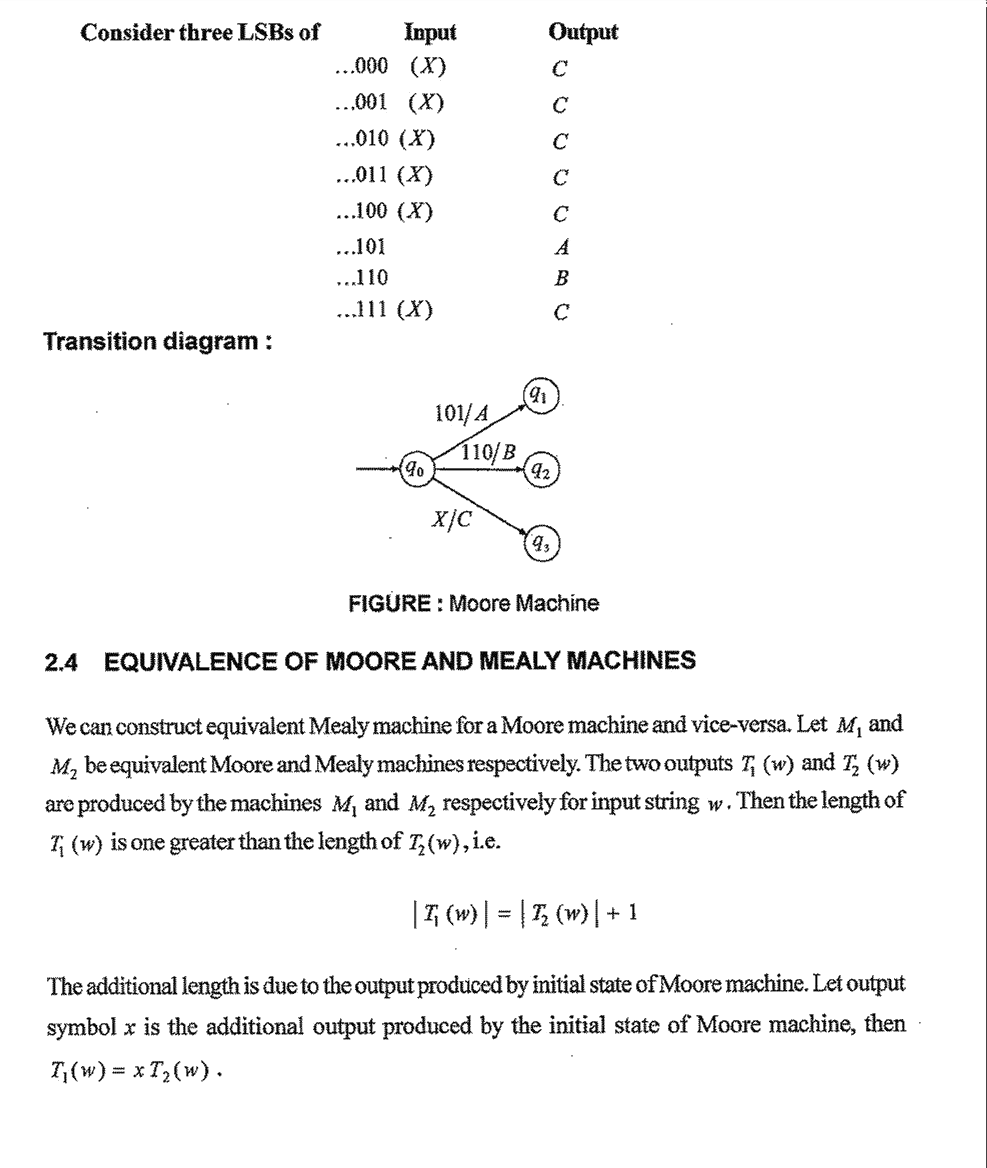 Consider three LSBs of Input Output
...000 (X) C
...001 (X) C
...010 (X) C
...011 (X) C
...100 (X) C
...101 A
...110 B
...111 (X) C
Transition diagram :
q₁
101/A
110/B
q₀ q₂
X/C
q₃
FIGURE : Moore Machine
2.4 EQUIVALENCE OF MOORE AND MEALY MACHINES
We can construct equivalent Mealy machine for a Moore machine and vice-versa. Let M₁ and
M₂ be equivalent Moore and Mealy machines respectively. The two outputs T₁ (w) and T₂ (w)
are produced by the machines M₁ and M₂ respectively for input string w. Then the length of
T₁ (w) is one greater than the length of T₂(w), i.e.
| T₁ (w) | = | T₂ (w) | + 1
The additional length is due to the output produced by initial state of Moore machine. Let output
symbol x is the additional output produced by the initial state of Moore machine, then
T₁(w) = x T₂(w) .